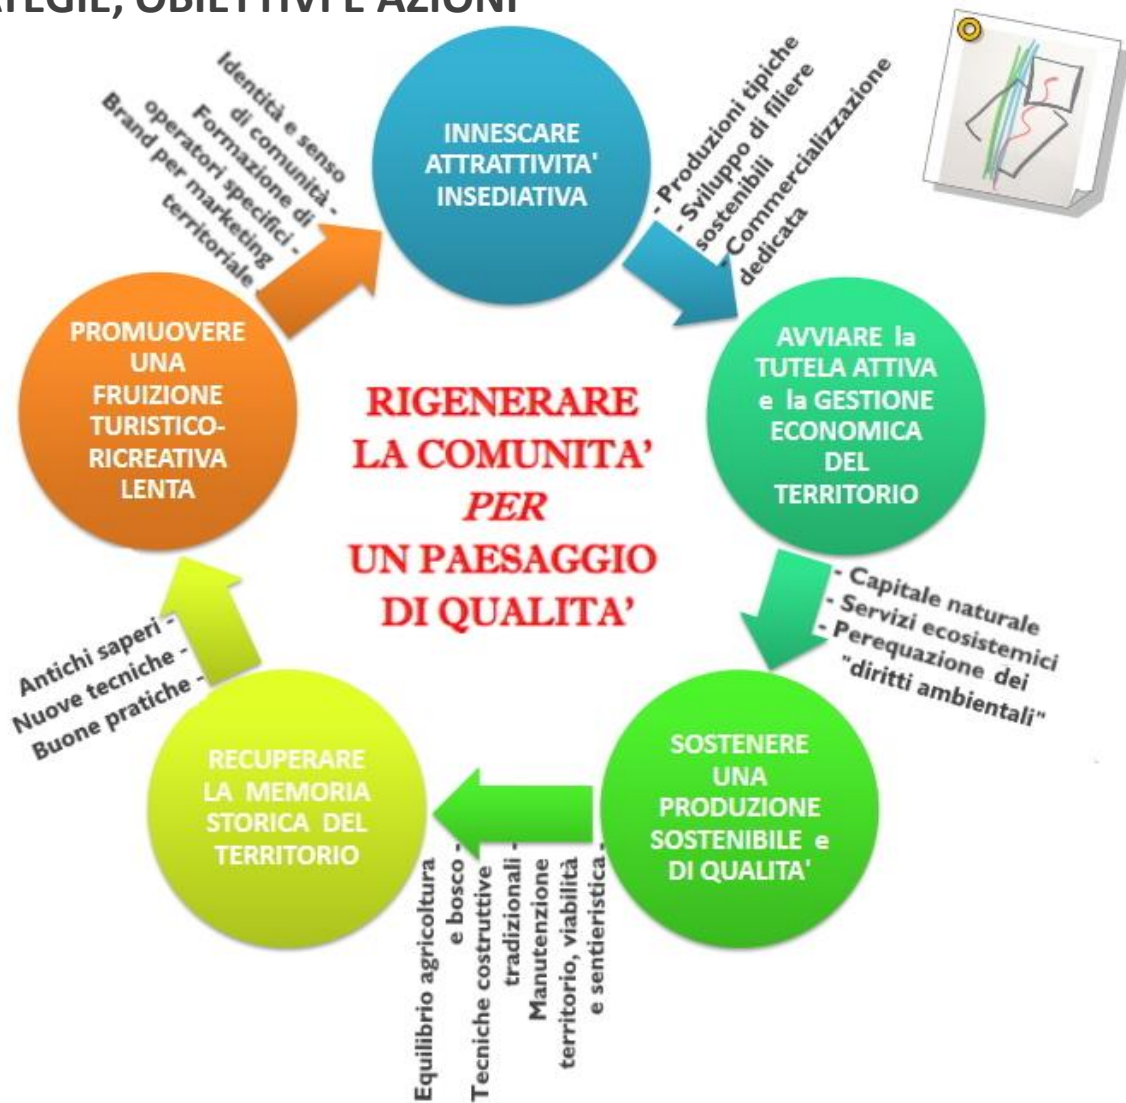 OBIETTIVI E AZIONI
INNESCARE
ATTRATTIVITA'
INSEDIATIVA
- Produzioni tipiche
- Sviluppo di filiere
sostenibili
- Commercializzazione
dedicata
AVVIARE la
TUTELA ATTIVA
e la GESTIONE
ECONOMICA
DEL
TERRITORIO
- Capitale naturale
- Servizi ecosistemici
- Perequazione dei
"diritti ambientali"
SOSTENERE
UNA
PRODUZIONE
SOSTENIBILE e
DI QUALITA'
Equilibrio agricoltura
e bosco -
Tecniche costruttive
tradizionali -
Manutenzione
territorio, viabilità
e sentieristica -
RECUPERARE
LA MEMORIA
STORICA DEL
TERRITORIO
Antichi saperi -
Nuove tecniche -
Buone pratiche -
PROMUOVERE
UNA
FRUIZIONE
TURISTICO-
RICREATIVA
LENTA
Identità e senso
di comunità -
Formazione di
operatori specifici -
Brand per marketing
territoriale -
RIGENERARE
LA COMUNITA'
PER
UN PAESAGGIO
DI QUALITA'